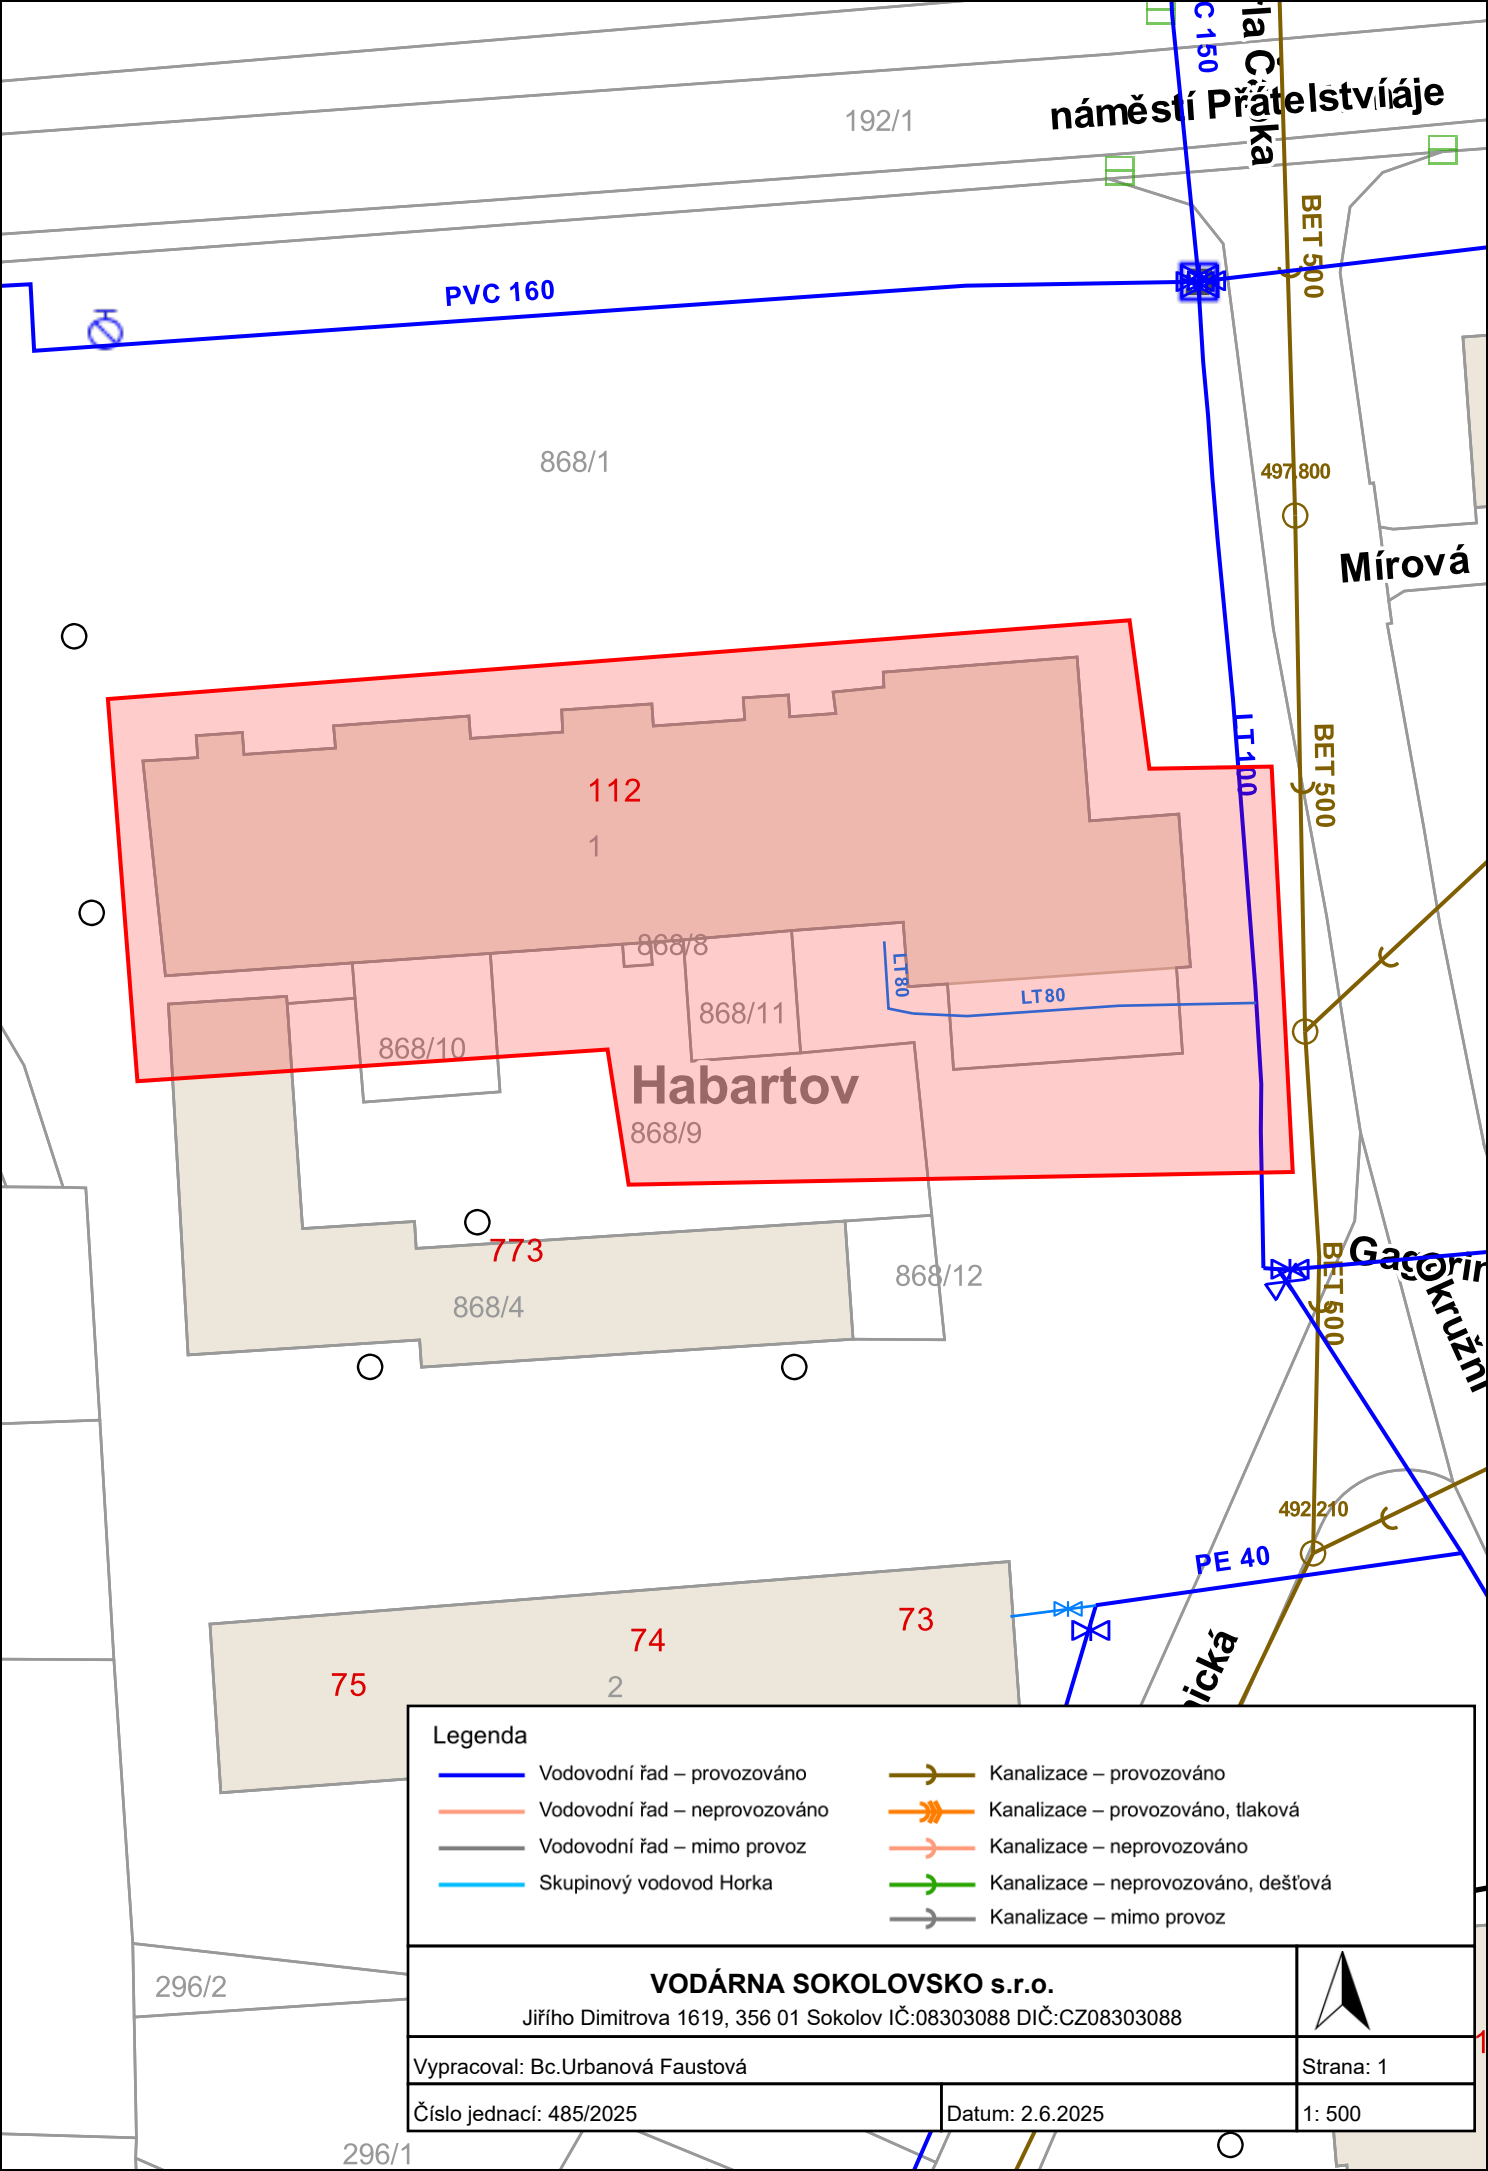 192/1
náměstí Přátelství
BET 500
PVC 160
868/1
497.800
Mírová
LT 100
BET 500
112
1
868/8
LT80
LT80
868/11
868/10
Habartov
868/9
773
868/12
868/4
BET 500
Okružní
492.210
PE 40
73
74
75
2
Legenda
Vodovodní řad – provozováno
Vodovodní řad – neprovozováno
Vodovodní řad – mimo provoz
Skupinový vodovod Horka
Kanalizace – provozováno
Kanalizace – provozováno, tlaková
Kanalizace – neprovozováno
Kanalizace – neprovozováno, dešťová
Kanalizace – mimo provoz
296/2
VODÁRNA SOKOLOVSKO s.r.o.
Jiřího Dimitrova 1619, 356 01 Sokolov IČ:08303088 DIČ:CZ08303088
Vypracoval: Bc.Urbanová Faustová
Strana: 1
Číslo jednací: 485/2025
Datum: 2.6.2025
1: 500
296/1